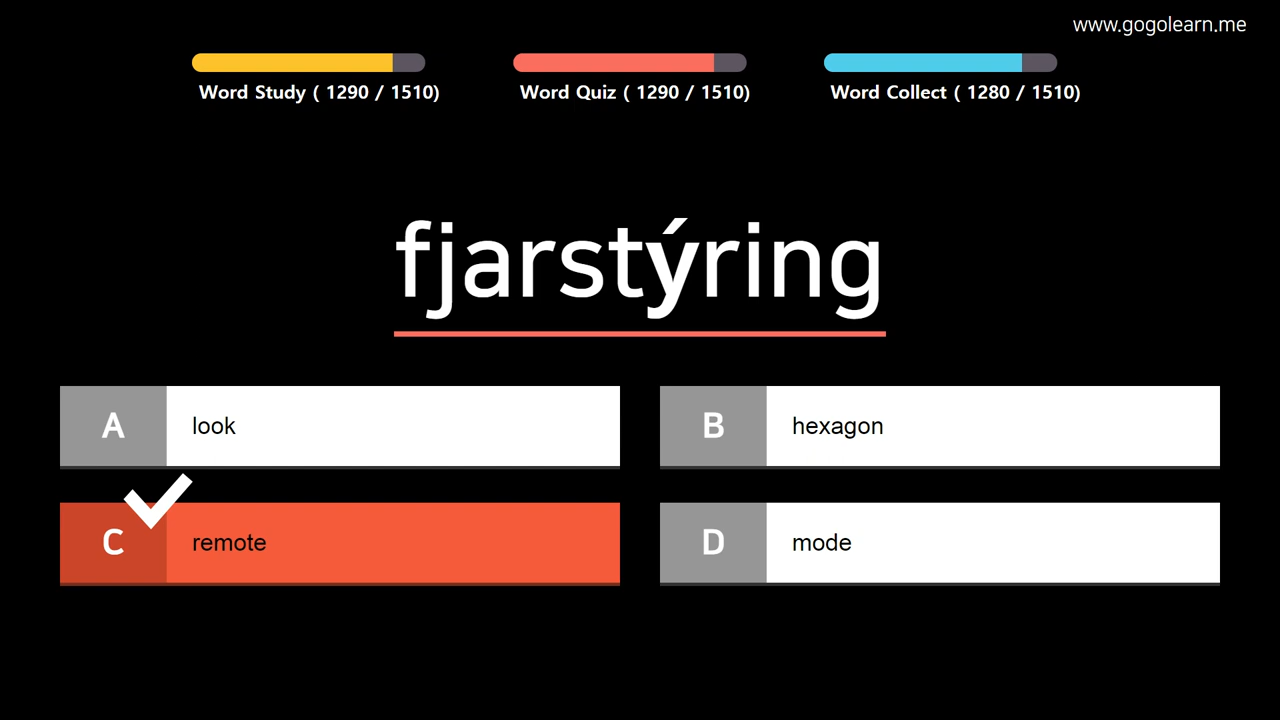 www.gogolearn.me
Word Study ( 1290 / 1510)
Word Quiz ( 1290 / 1510)
Word Collect ( 1280 / 1510)
fjarstýring
A look
B hexagon
C remote
D mode